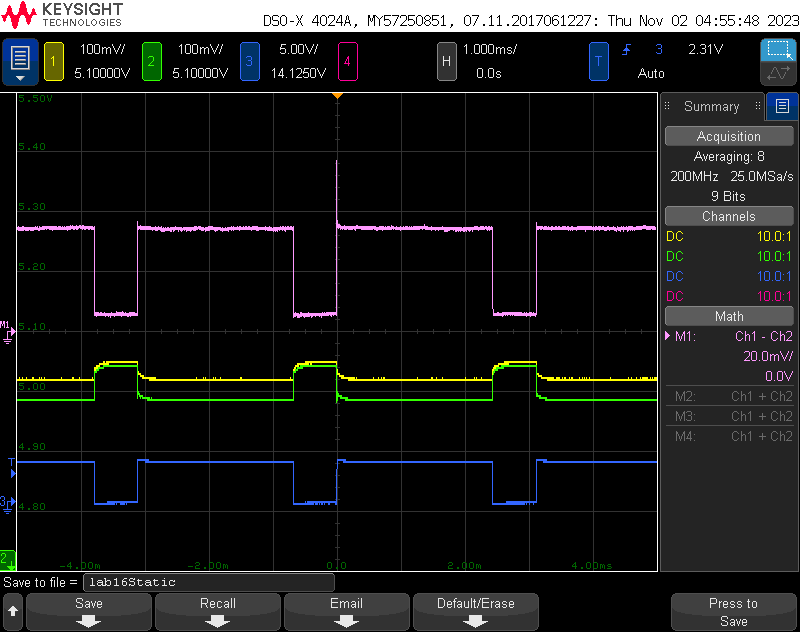 KEYSIGHT
TECHNOLOGIES
DSO-X 4024A, MY57250851, 07.11.2017061227: Thu Nov 02 04:55:48 2023
1 100mV/ 2 100mV/ 3 5.00V/ 4 H 1.000ms/ T 3 2.31V
5.10000V 5.10000V 14.1250V 0.0s Auto
5.50V
5.40
5.30
5.20
5.10
5.00
4.90
4.80
M1
T
3
2
-4.00m -2.00m 0.0 2.00m 4.00ms
Summary
Acquisition
Averaging: 8
200MHz 25.0MSa/s
9 Bits
Channels
DC 10.0:1
DC 10.0:1
DC 10.0:1
DC 10.0:1
Math
M1: Ch1 - Ch2
20.0mV/
0.0V
M2: Ch1 + Ch2
M3: Ch1 + Ch2
M4: Ch1 + Ch2
Save to file = lab16Static
Save
Recall
Email
Default/Erase
Press to
Save